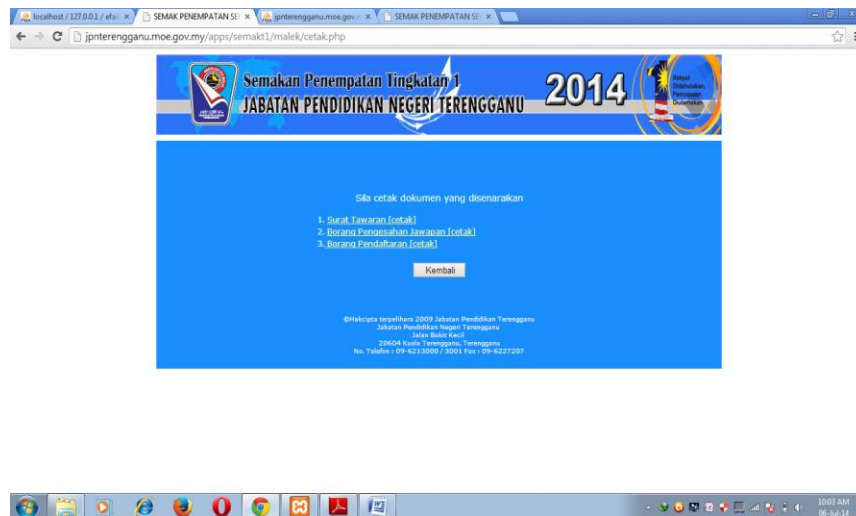 localhost / 127.0.0.1 / efai
SEMAK PENEMPATAN SE
jpnterengganu.moe.gov.
SEMAK PENEMPATAN SE
jpnterengganu.moe.gov.my/apps/semakt1/malek/cetak.php
Semakan Penempatan Tingkatan 1
JABATAN PENDIDIKAN NEGERI TERENGGANU
2014
Rakyat
Didahulukan
Pencapaian
Diutamakan
Sila cetak dokumen yang disenaraikan
1. Surat Tawaran [cetak]
2. Borang Pengesahan Jawapan [cetak]
3. Borang Pendaftaran [cetak]
Kembali
©Hakcipta terpelihara 2009 Jabatan Pendidikan Terengganu
Jabatan Pendidikan Negeri Terengganu
Jalan Bukit Kecil
20604 Kuala Terengganu, Terengganu
No. Telefon : 09-6213000 / 3001 Fax : 09-6227207
10:03 AM
06-Jul-14